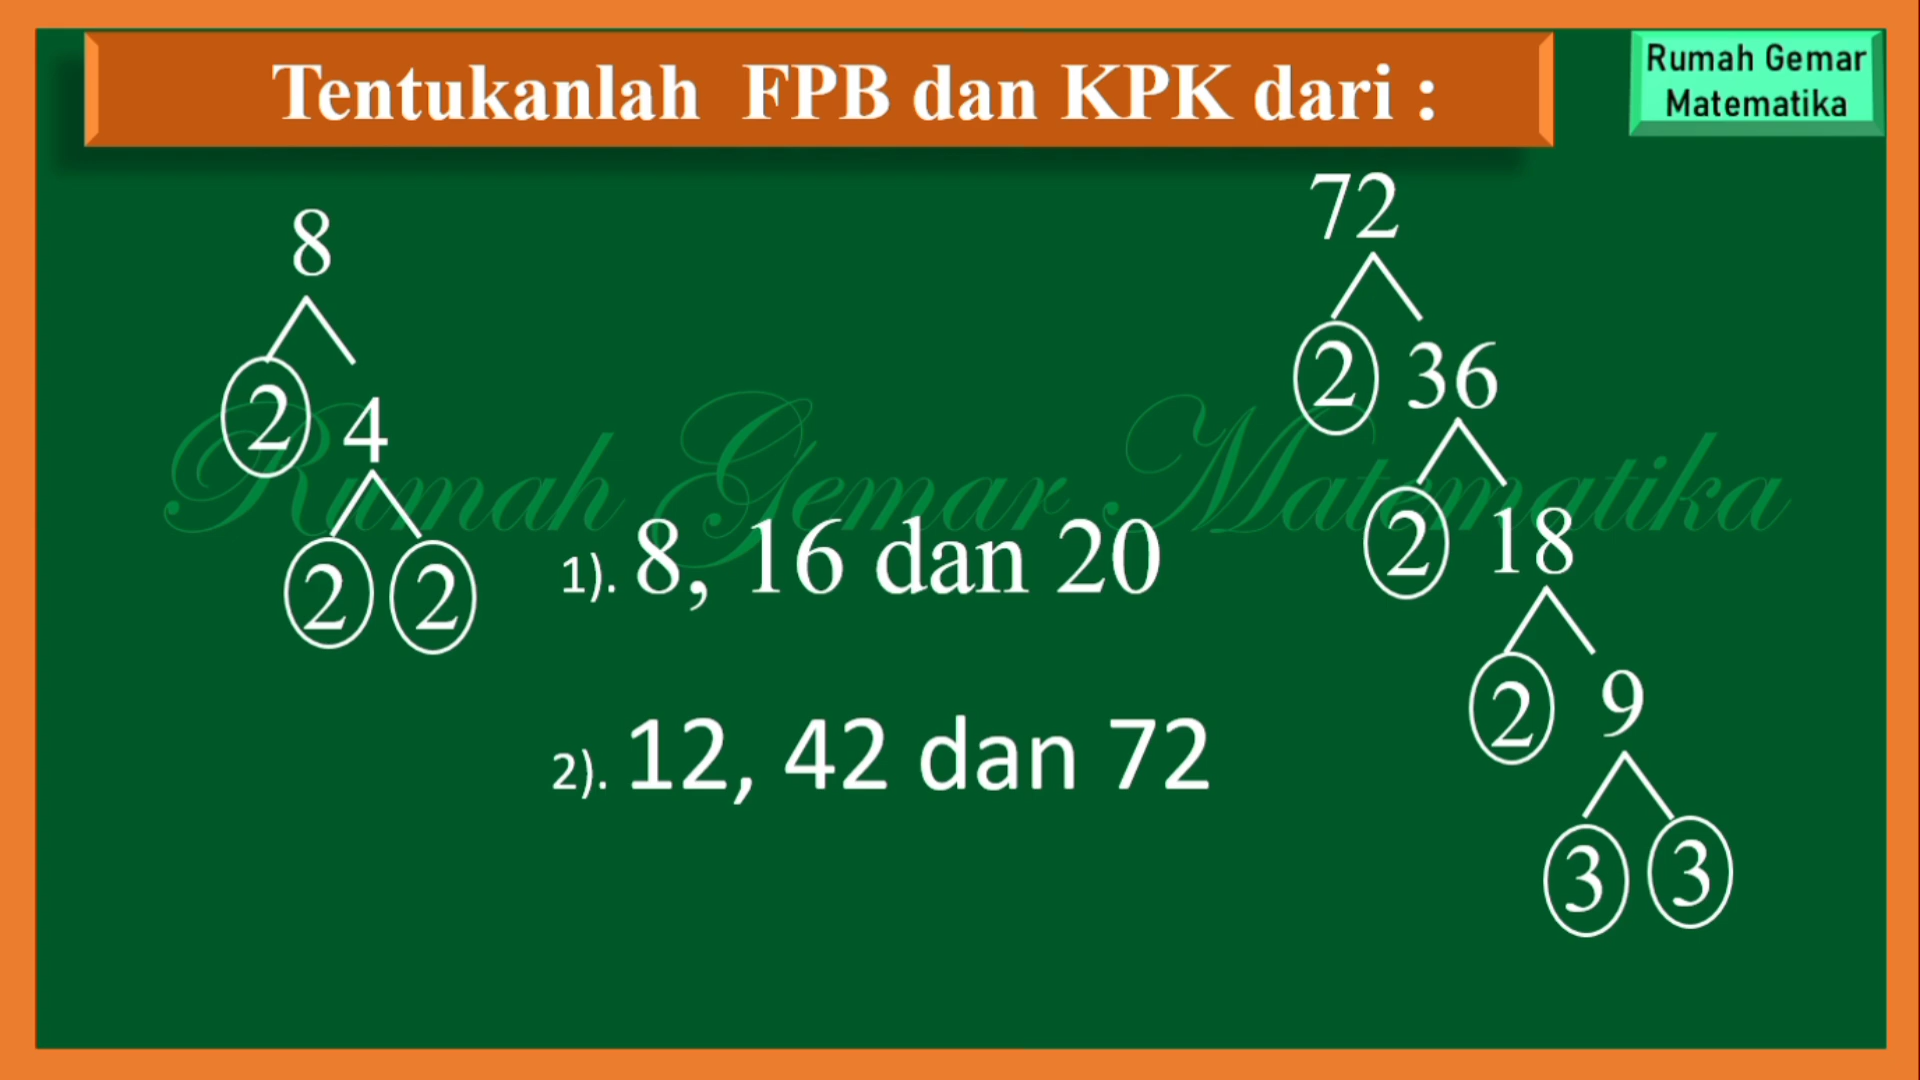 Tentukanlah FPB dan KPK dari :
Rumah Gemar
Matematika
8
2 4
2 2
72
2 36
2 18
2 9
3 3
Rumah Gemar Matematika
1). 8, 16 dan 20
2). 12, 42 dan 72